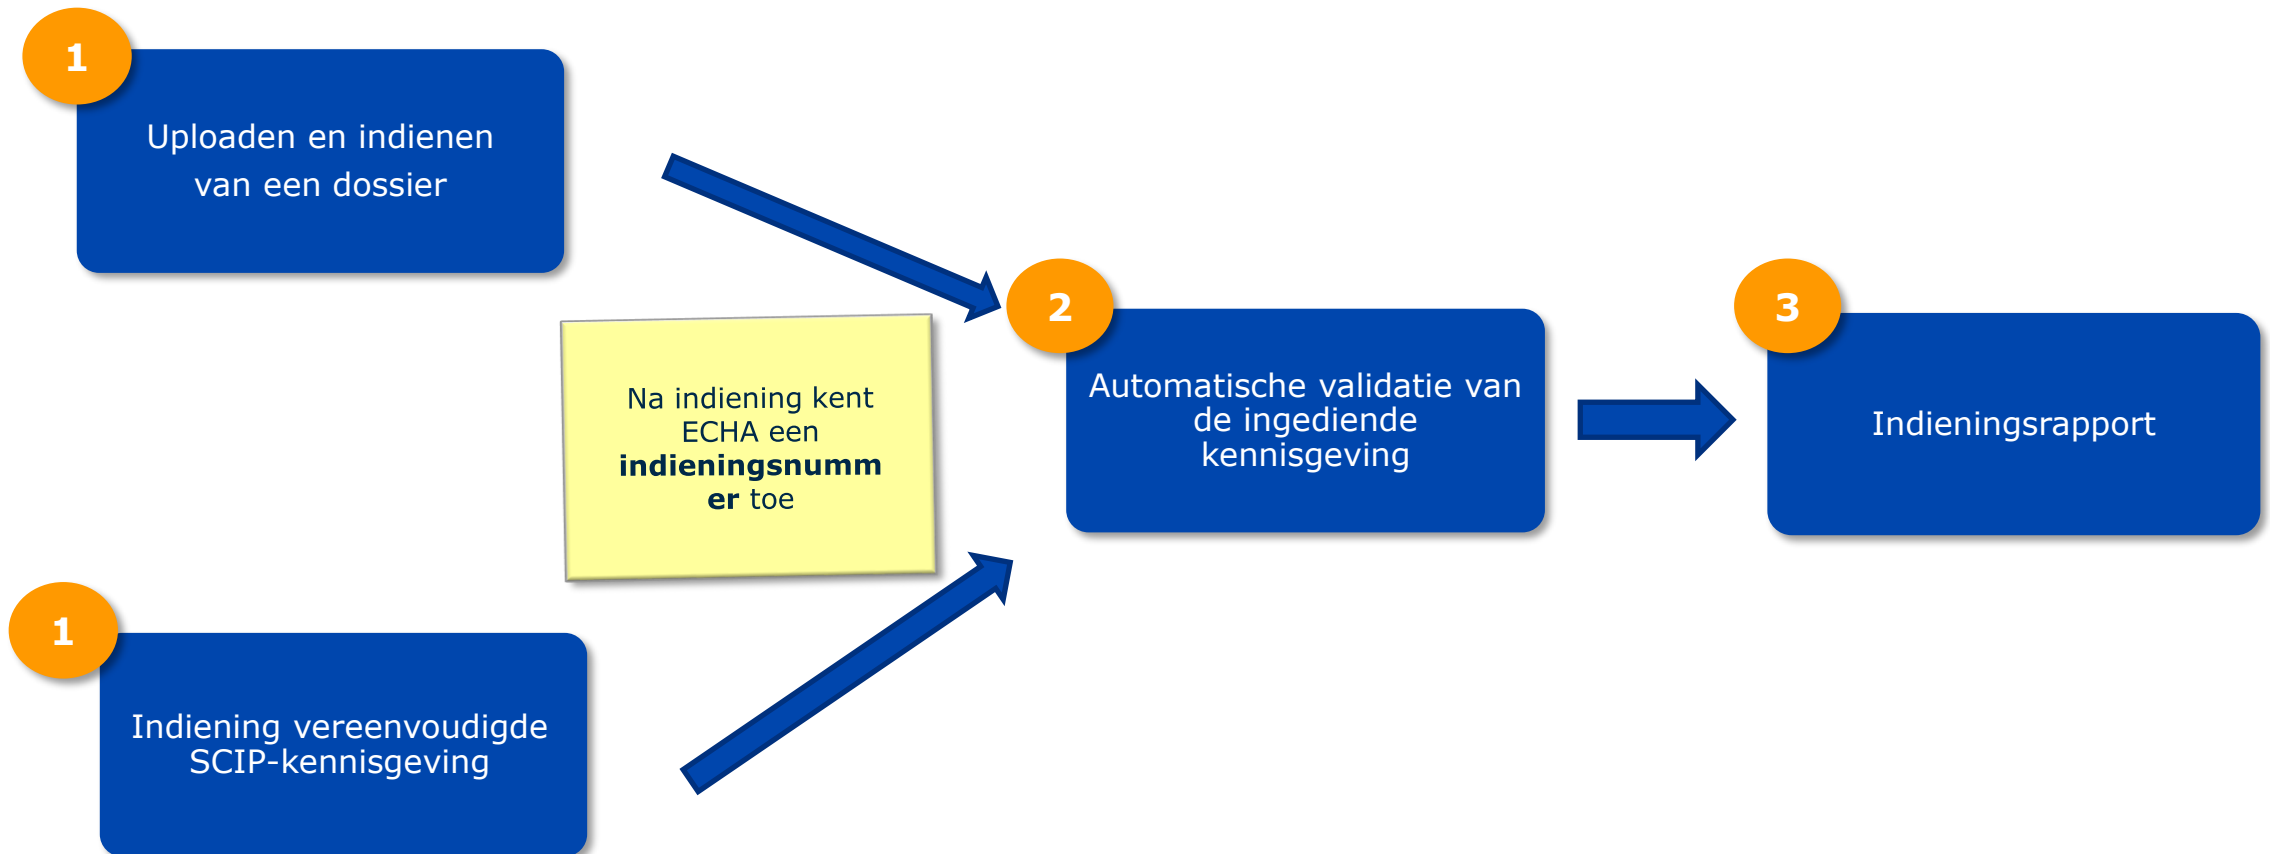 1
Uploaden en indienen
van een dossier
Na indiening kent
ECHA een
indieningsnumm
er toe
1
Indiening vereenvoudigde
SCIP-kennisgeving
2
Automatische validatie van
de ingediende
kennisgeving
3
Indieningsrapport